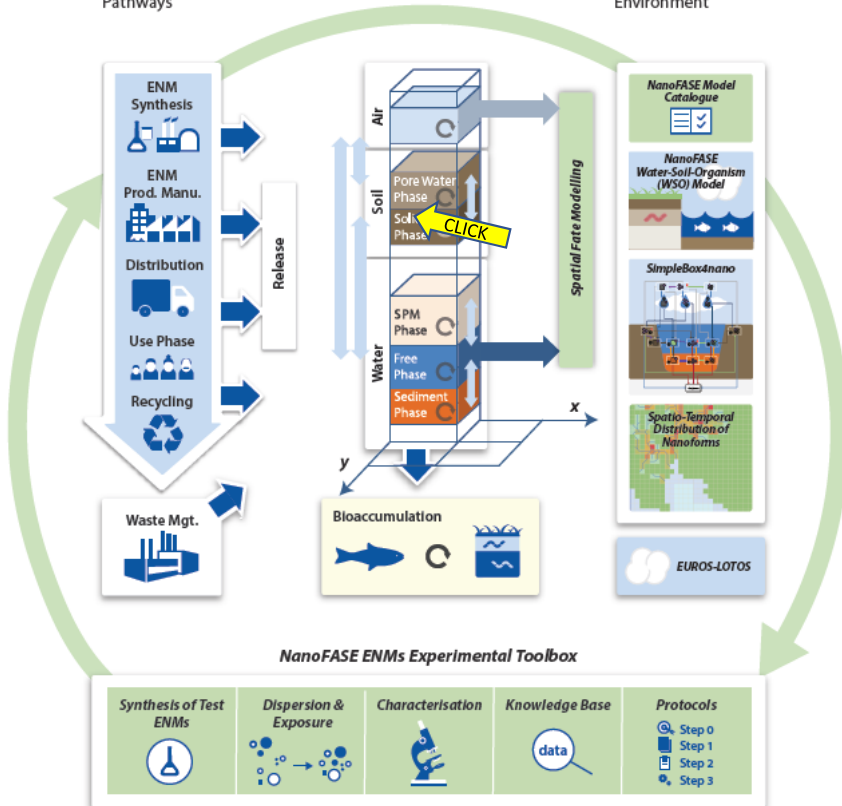 Pathways
Environment
ENM
Synthesis
ENM
Prod. Manu.
Distribution
Use Phase
Recycling
Waste Mgt.
Release
Air
Soil
Water
Pore Water
Phase
Phase
CLICK
SPM
Phase
Free
Phase
Sediment
Phase
x
y
Bioaccumulation
Spatial Fate Modelling
NanoFASE Model
Catalogue
NanoFASE
Water-Soil-Organism
(WSO) Model
SimpleBox4nano
Spatio-Temporal
Distribution of
Nanoforms
EUROS-LOTOS
NanoFASE ENMs Experimental Toolbox
Synthesis of Test
ENMs
Dispersion &
Exposure
Characterisation
Knowledge Base
data
Protocols
Step 0
Step 1
Step 2
Step 3